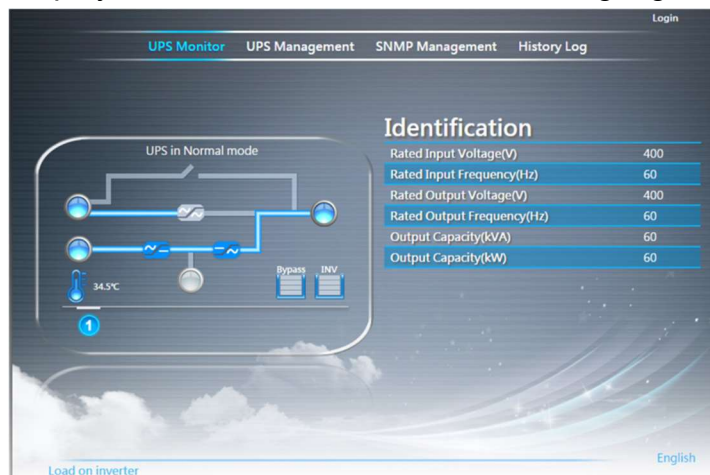 Login
UPS Monitor UPS Management SNMP Management History Log
Identification
UPS in Normal mode
Rated Input Voltage(V) 400
Rated Input Frequency(Hz) 60
Rated Output Voltage(V) 400
Rated Output Frequency(Hz) 60
Output Capacity(kVA) 60
Output Capacity(kW) 60
Bypass INV
34.5℃
1
English
Load on inverter